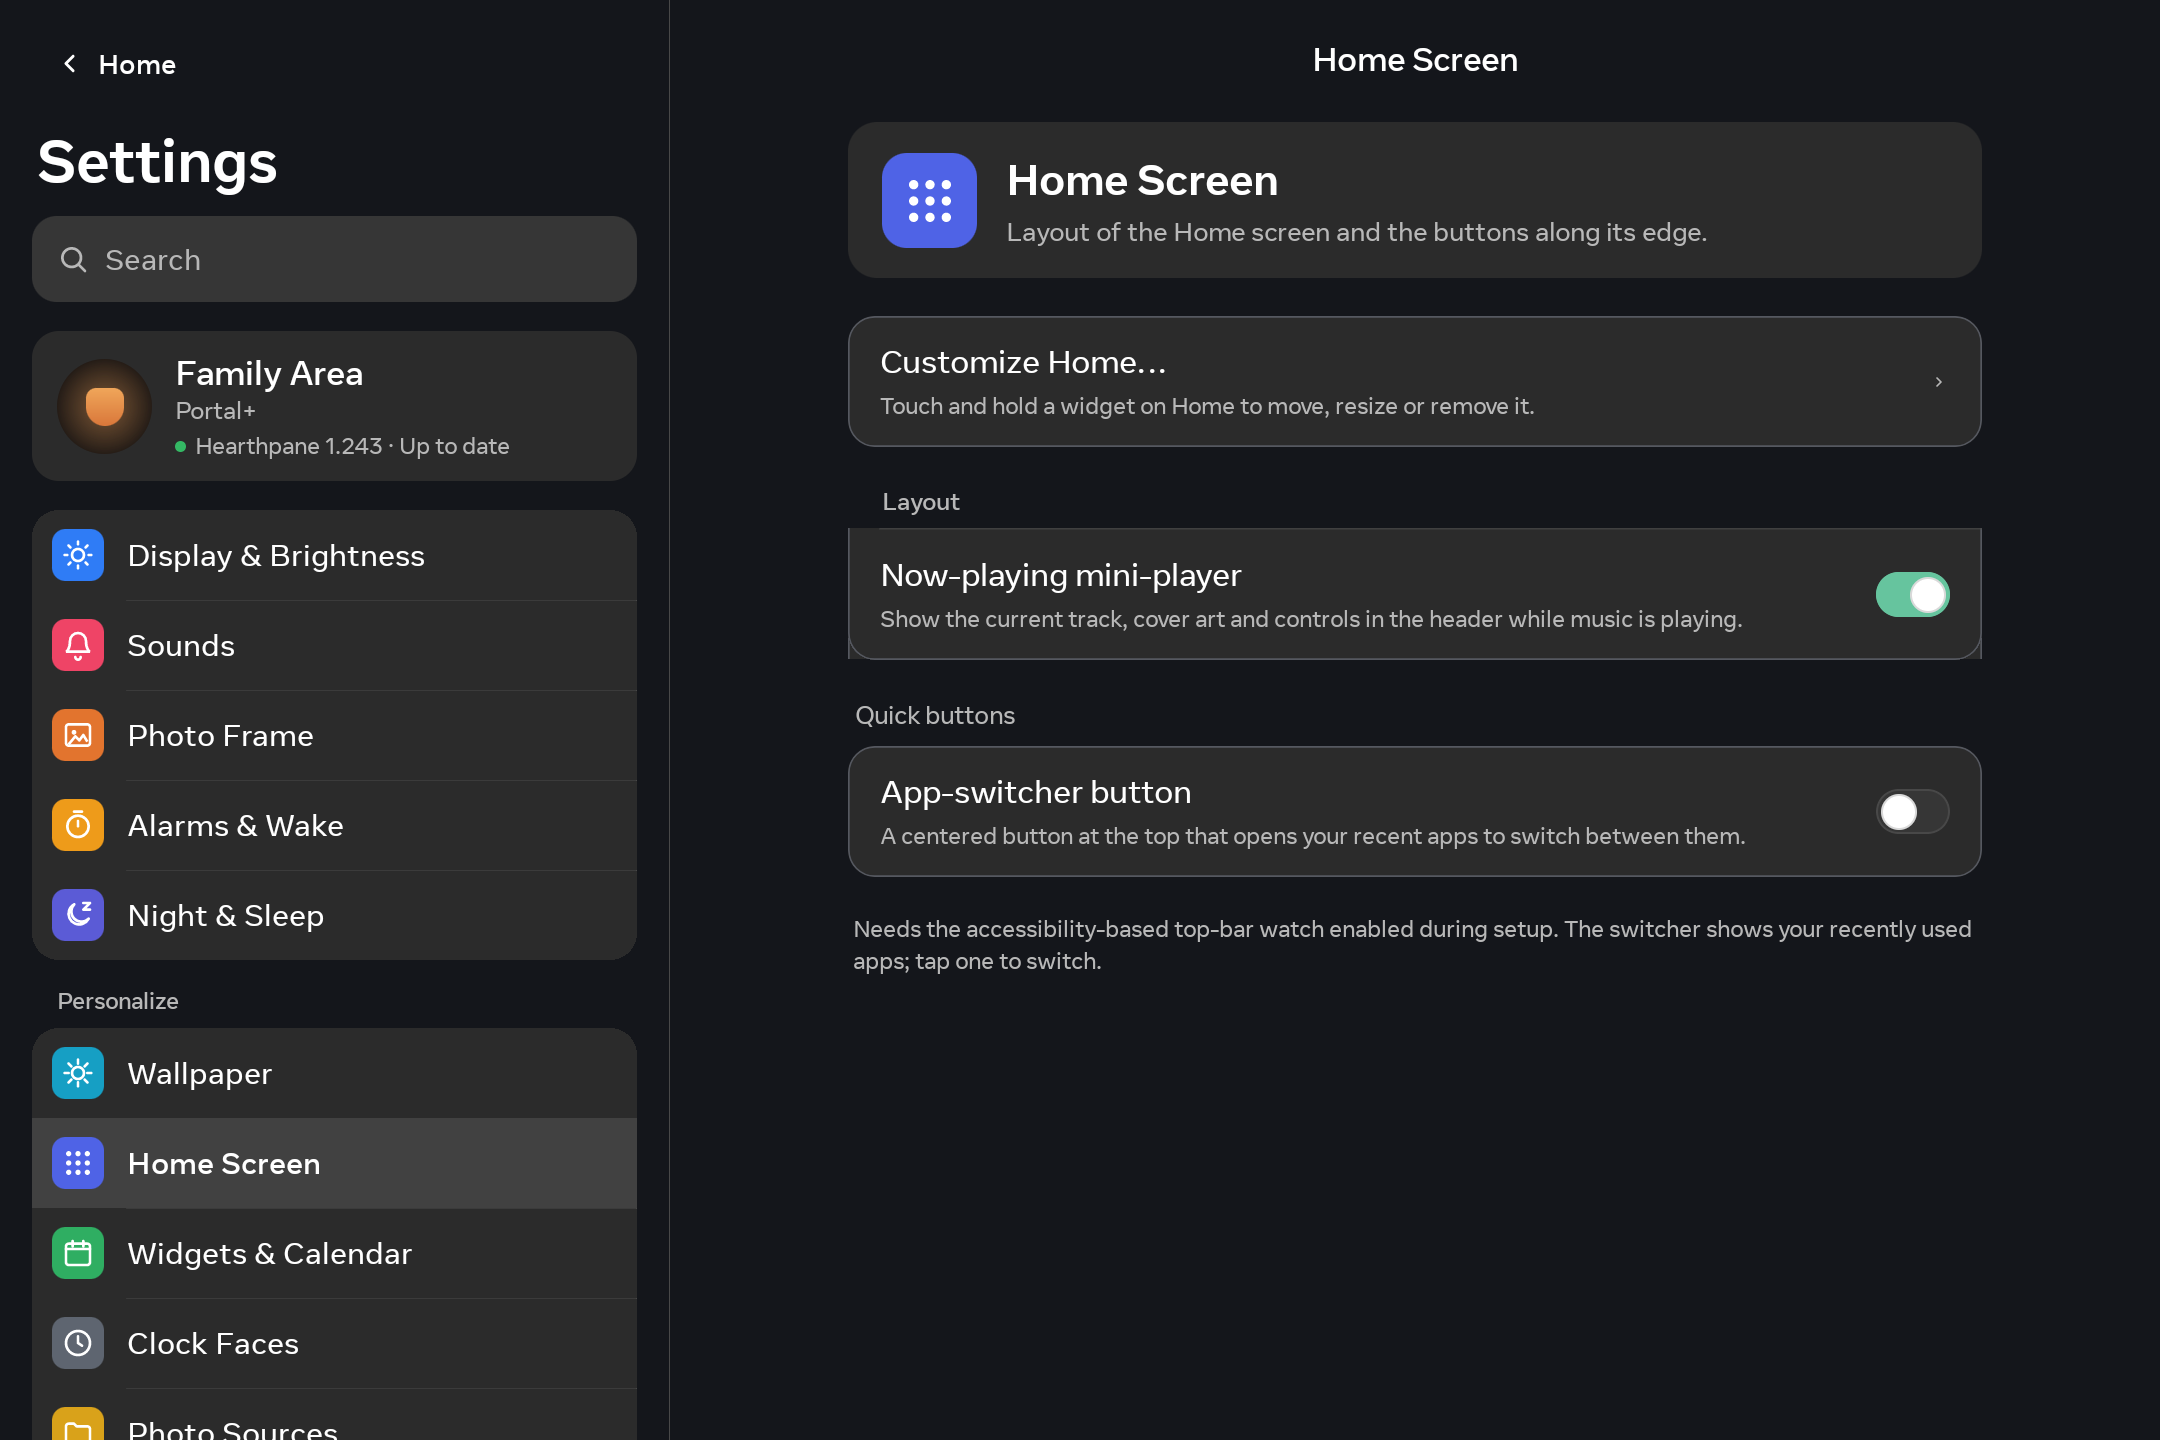 Home
Settings
Search
Family Area
Portal+
Hearthpane 1.243 · Up to date
Display & Brightness
Sounds
Photo Frame
Alarms & Wake
Night & Sleep
Personalize
Wallpaper
Home Screen
Widgets & Calendar
Clock Faces
Photo Sources
Home Screen
Home Screen
Layout of the Home screen and the buttons along its edge.
Customize Home…
Touch and hold a widget on Home to move, resize or remove it.
Layout
Now-playing mini-player
Show the current track, cover art and controls in the header while music is playing.
Quick buttons
App-switcher button
A centered button at the top that opens your recent apps to switch between them.
Needs the accessibility-based top-bar watch enabled during setup. The switcher shows your recently used
apps; tap one to switch.